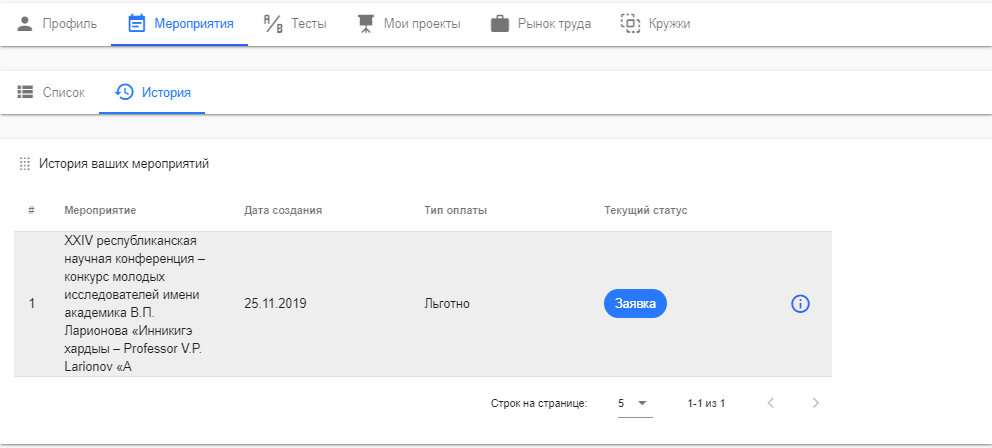 Профиль Мероприятия Тесты Мои проекты Рынок труда Кружки
Список История
История ваших мероприятий
# Мероприятие Дата создания Тип оплаты Текущий статус
XXIV республиканская
научная конференция –
конкурс молодых
исследователей имени
1 25.11.2019 Льготно Заявка
академика В.П.
Ларионова «Инникигэ
хардыы – Professor V.P.
Larionov «A
Строк на странице: 5 1-1 из 1